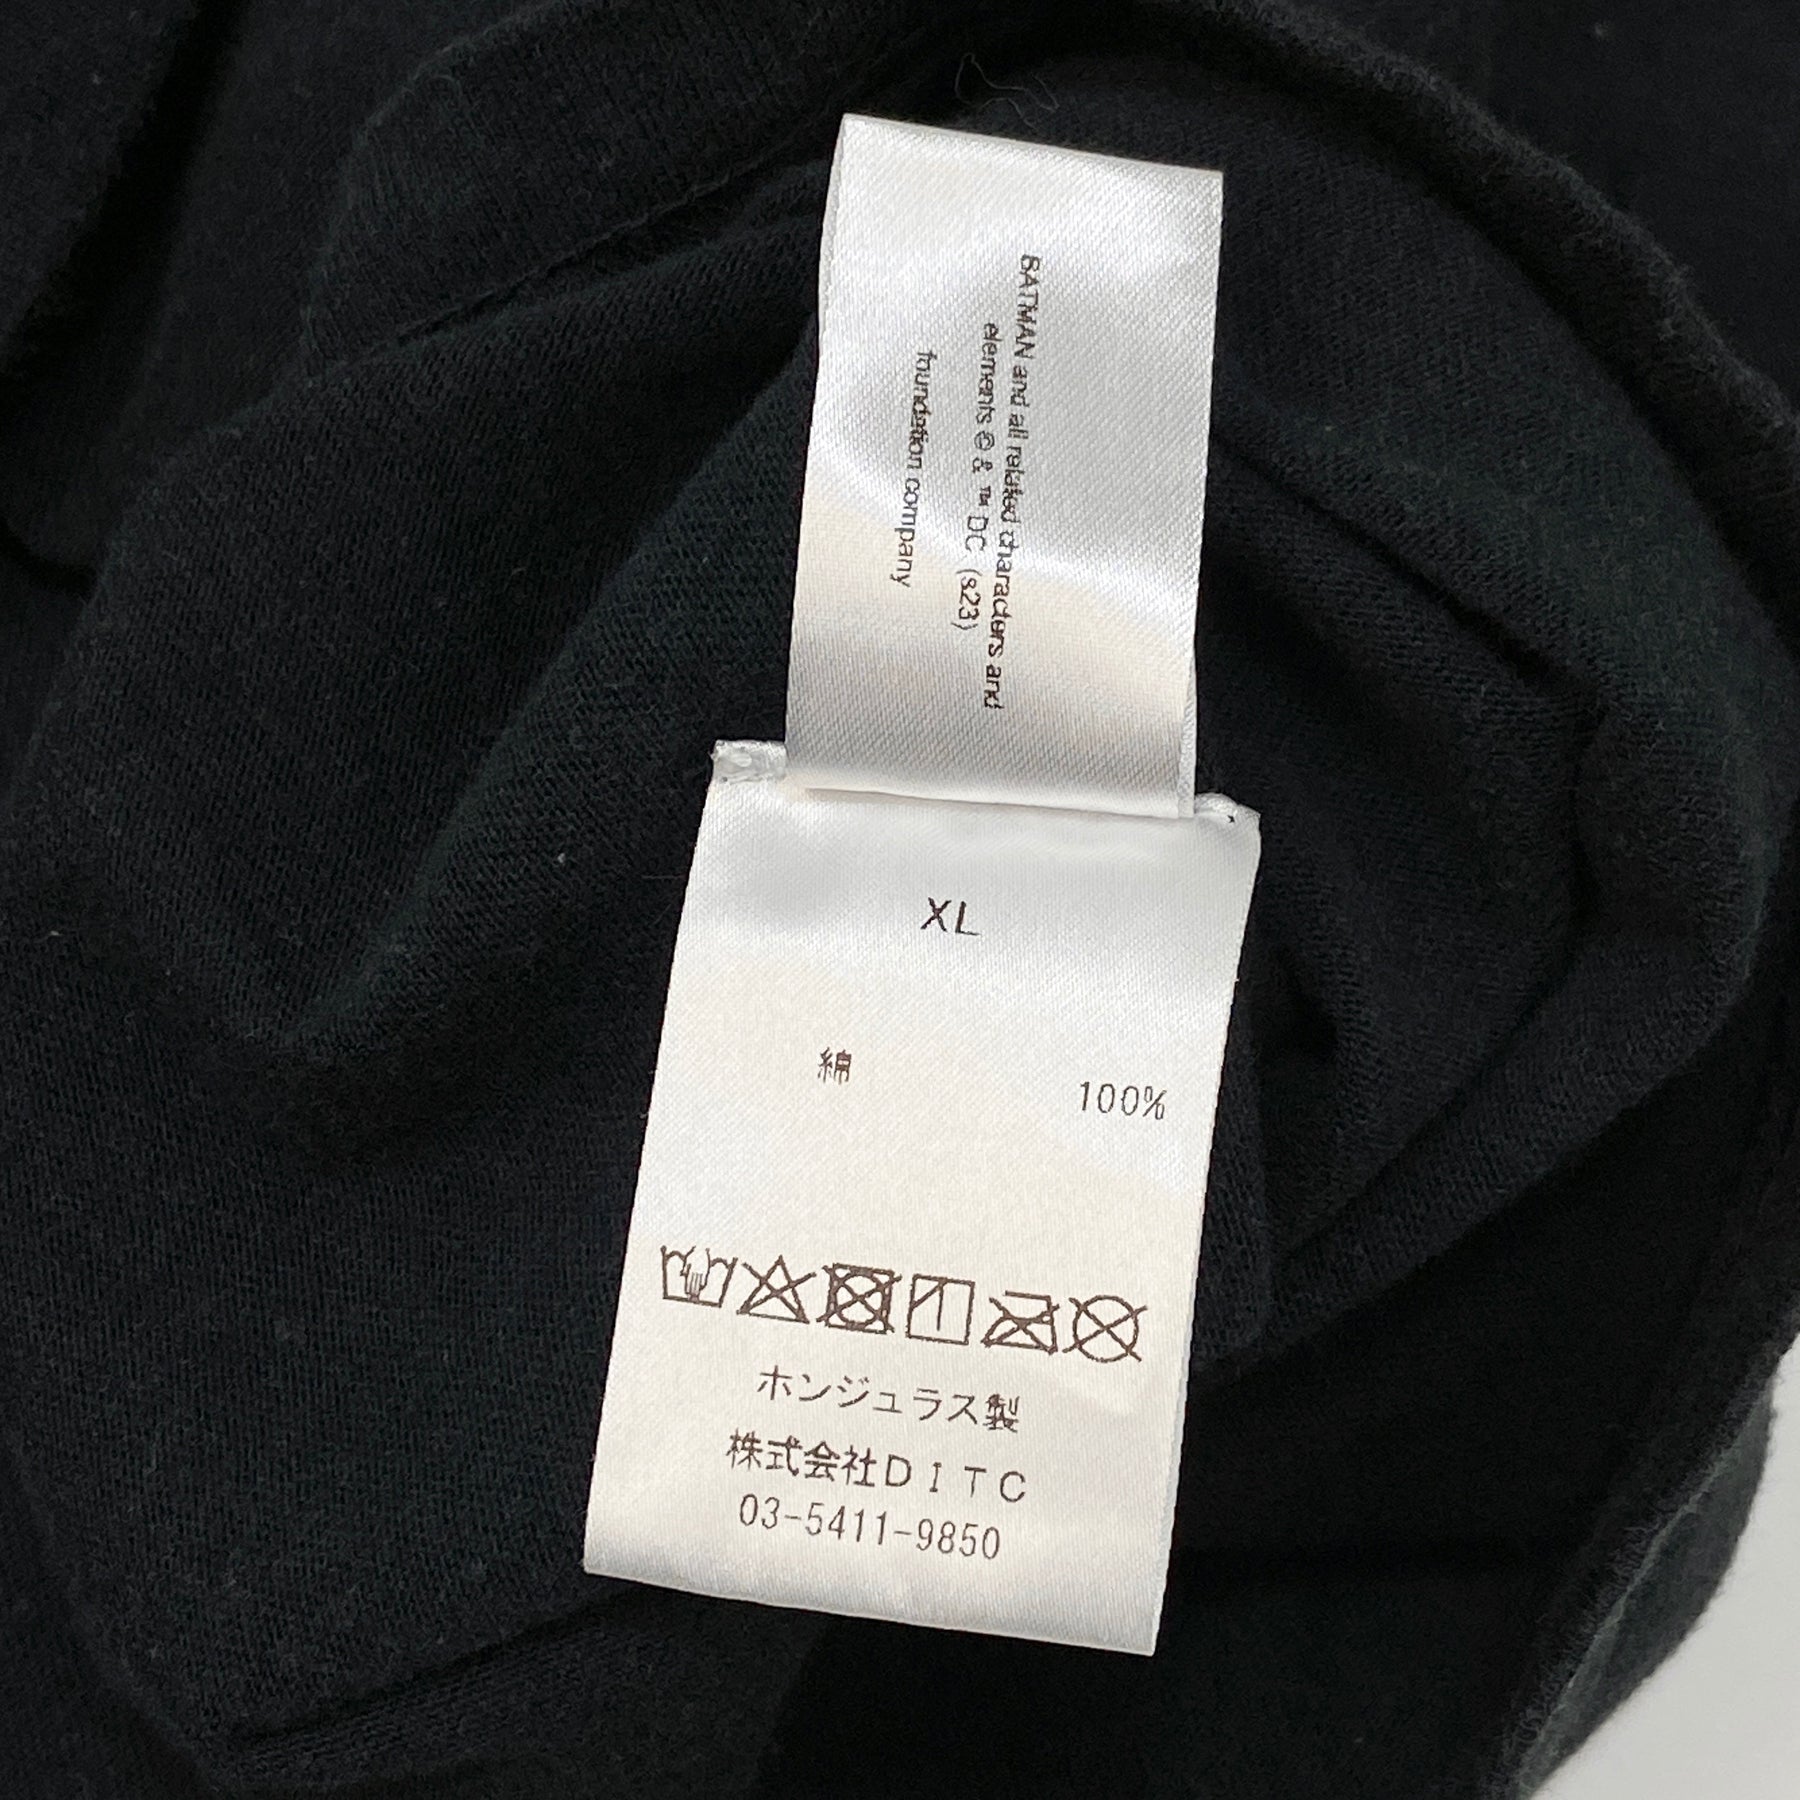 BATMAN and all related characters and
elements © & ™ DC (s23)
foundation company
XL
綿 100%
ホンジュラス製
株式会社DITC
03-5411-9850